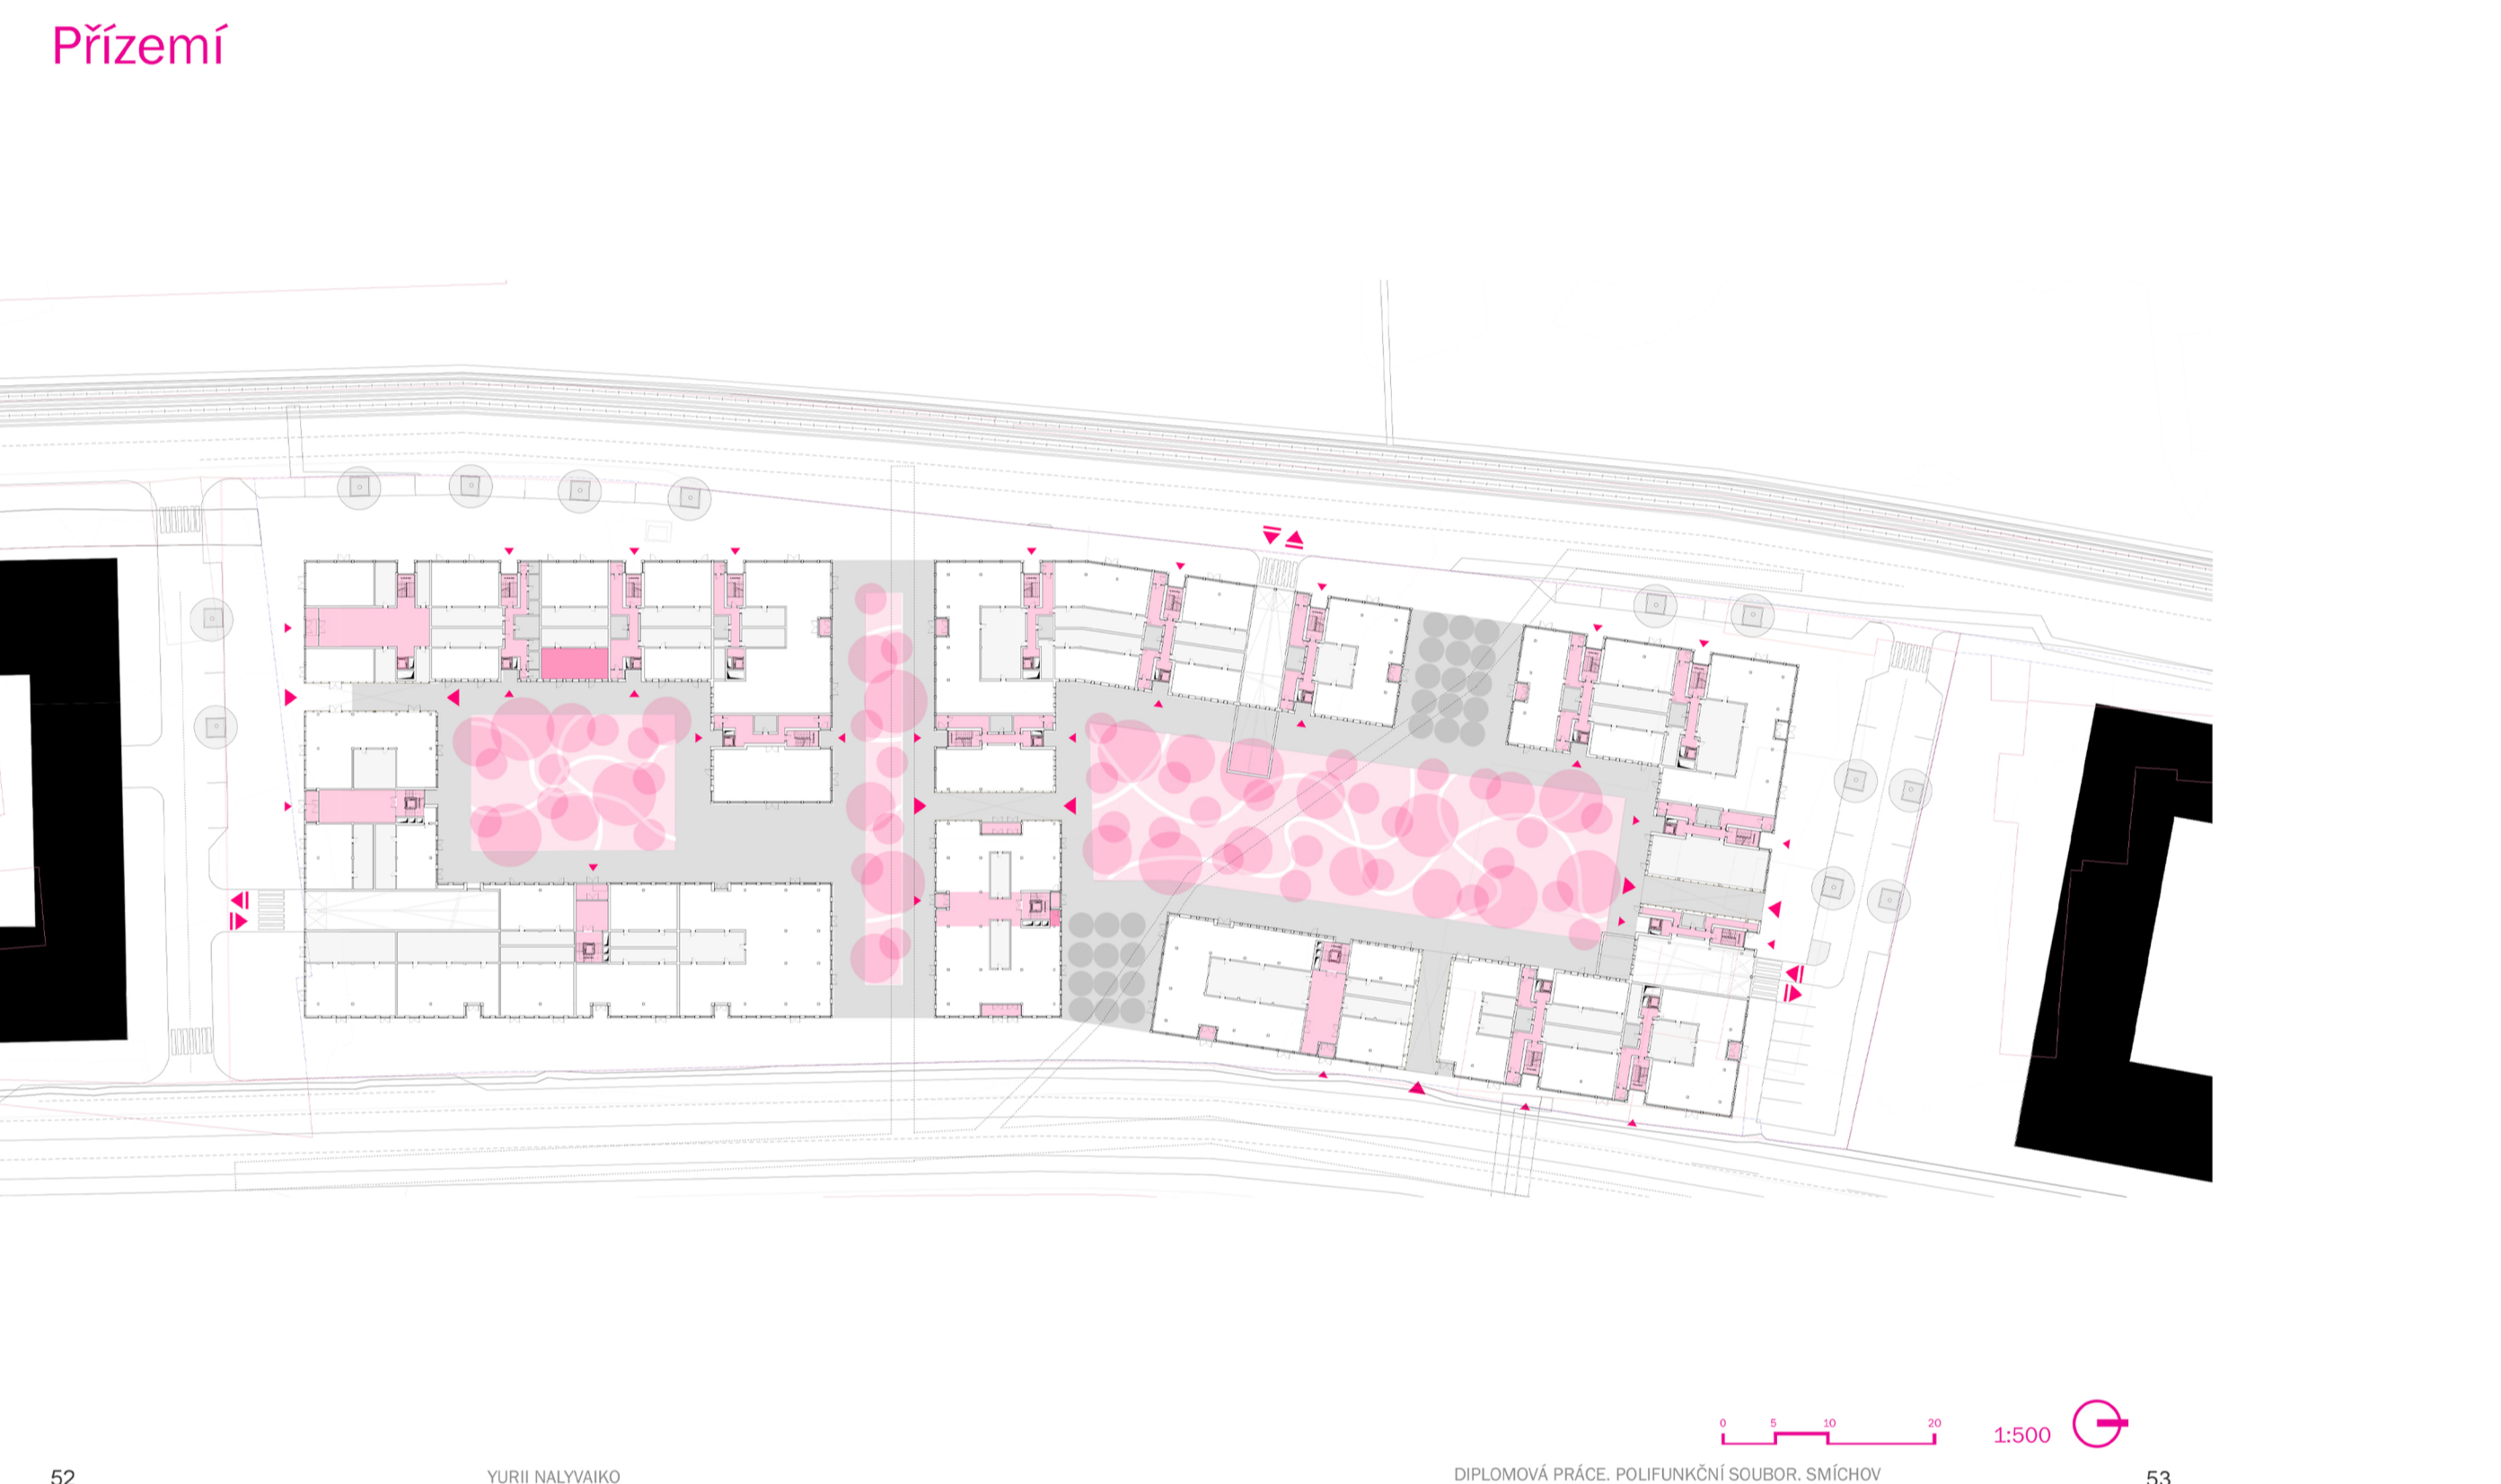 Přízemí
0 5 10 20
1:500
52
YURII NALYVAIKO
DIPLOMOVÁ PRÁCE. POLIFUNKČNÍ SOUBOR. SMÍCHOV
53